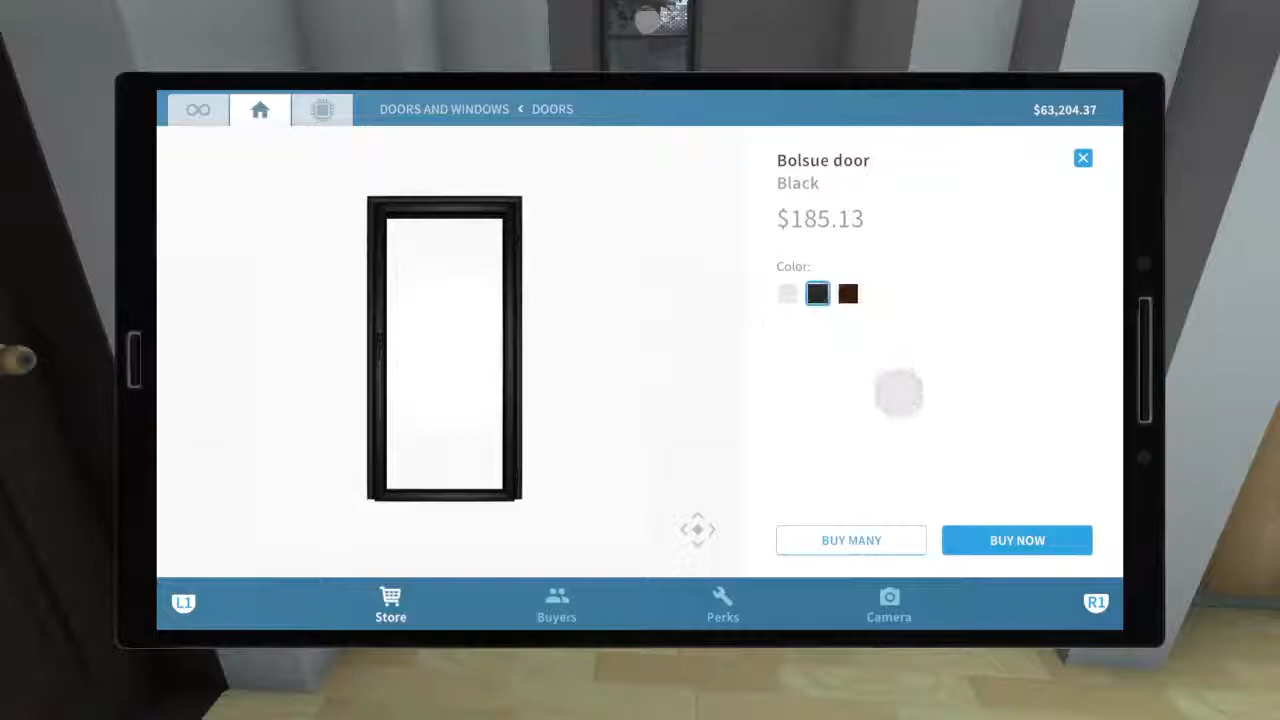 DOORS AND WINDOWS < DOORS
$63,204.37
Bolsue door
Black
$185.13
Color:
BUY MANY
BUY NOW
L1
Store
Buyers
Perks
Camera
R1